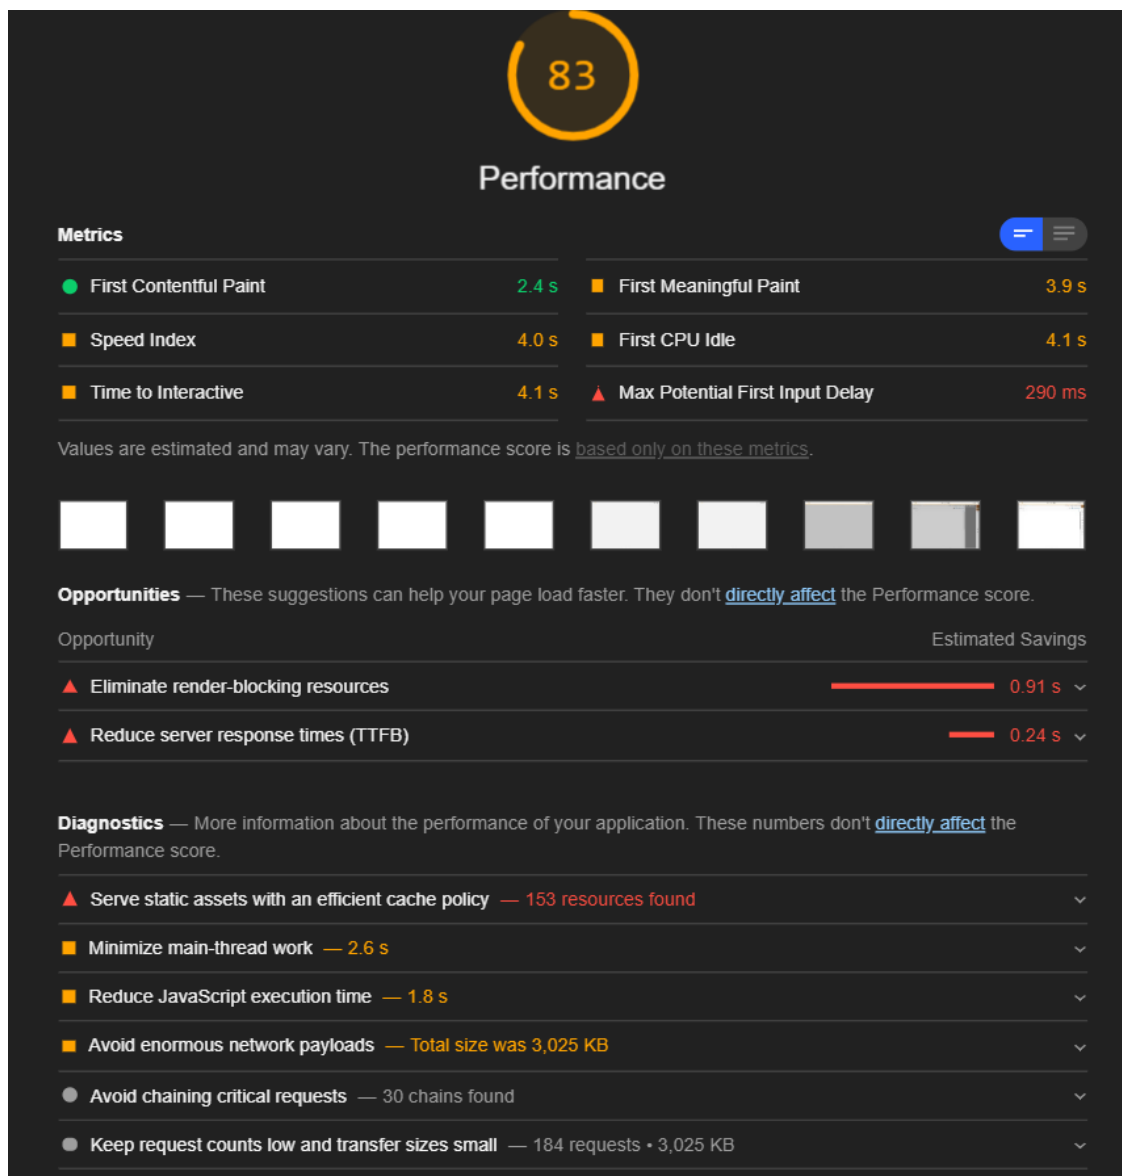 83
Performance
Metrics
First Contentful Paint 2.4 s
First Meaningful Paint 3.9 s
Speed Index 4.0 s
First CPU Idle 4.1 s
Time to Interactive 4.1 s
Max Potential First Input Delay 290 ms
Values are estimated and may vary. The performance score is based only on these metrics.
Opportunities — These suggestions can help your page load faster. They don't directly affect the Performance score.
Opportunity Estimated Savings
Eliminate render-blocking resources 0.91 s
Reduce server response times (TTFB) 0.24 s
Diagnostics — More information about the performance of your application. These numbers don't directly affect the
Performance score.
Serve static assets with an efficient cache policy — 153 resources found
Minimize main-thread work — 2.6 s
Reduce JavaScript execution time — 1.8 s
Avoid enormous network payloads — Total size was 3,025 KB
Avoid chaining critical requests — 30 chains found
Keep request counts low and transfer sizes small — 184 requests • 3,025 KB